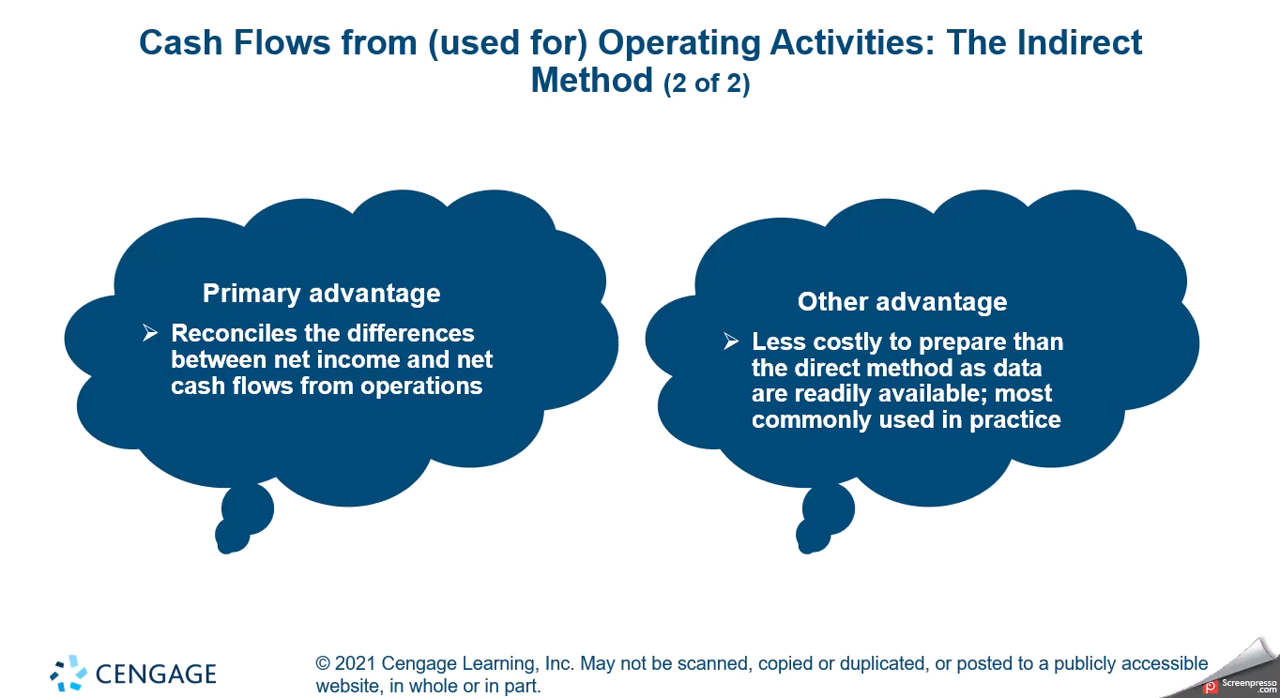 Cash Flows from (used for) Operating Activities: The Indirect
Method (2 of 2)
Primary advantage
➢ Reconciles the differences
between net income and net
cash flows from operations
Other advantage
➢ Less costly to prepare than
the direct method as data
are readily available; most
commonly used in practice
CENGAGE
© 2021 Cengage Learning, Inc. May not be scanned, copied or duplicated, or posted to a publicly accessible
website, in whole or in part.
Screenpresso
.com